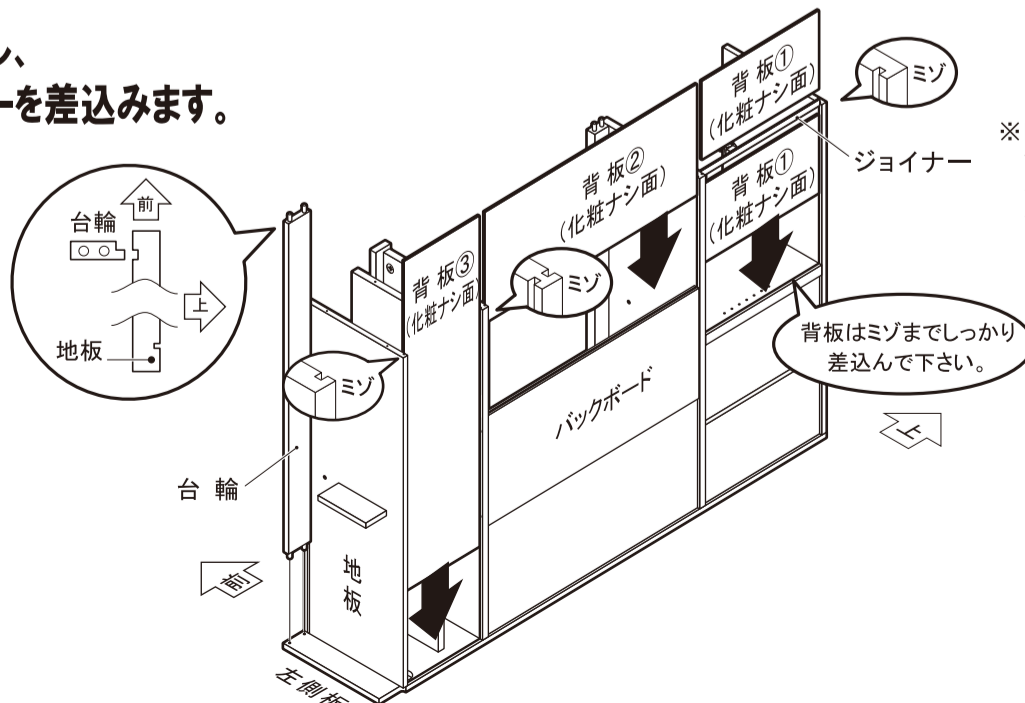 し、
ーを差込みます。
台輪
前
上
地板
台 輪
前
地板
左側板
背 板③
(化粧ナシ面)
ミゾ
ミゾ
背 板②
(化粧ナシ面)
バックボード
背 板①
(化粧ナシ面)
背 板①
(化粧ナシ面)
ミゾ
ジョイナー
※
背板はミゾまでしっかり
差込んで下さい。
上